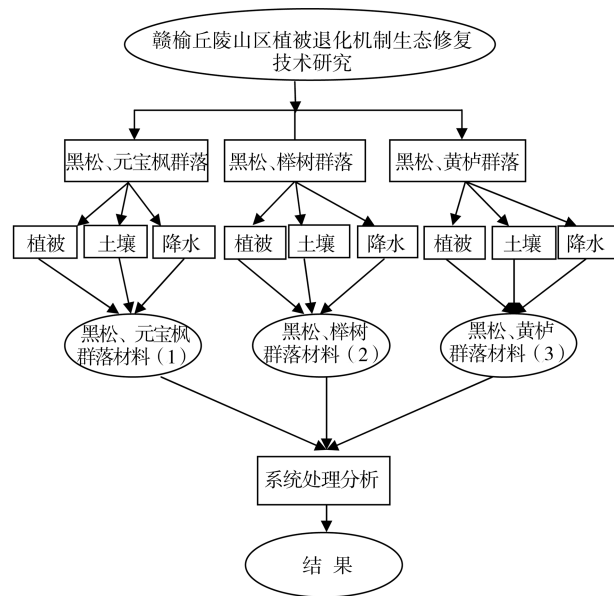 赣榆丘陵山区植被退化机制生态修复
技术研究
黑松、元宝枫群落
黑松、榉树群落
黑松、黄栌群落
植被
土壤
降水
植被
土壤
降水
植被
土壤
降水
黑松、元宝枫
群落材料（1）
黑松、榉树
群落材料（2）
黑松、黄栌
群落材料（3）
系统处理分析
结 果